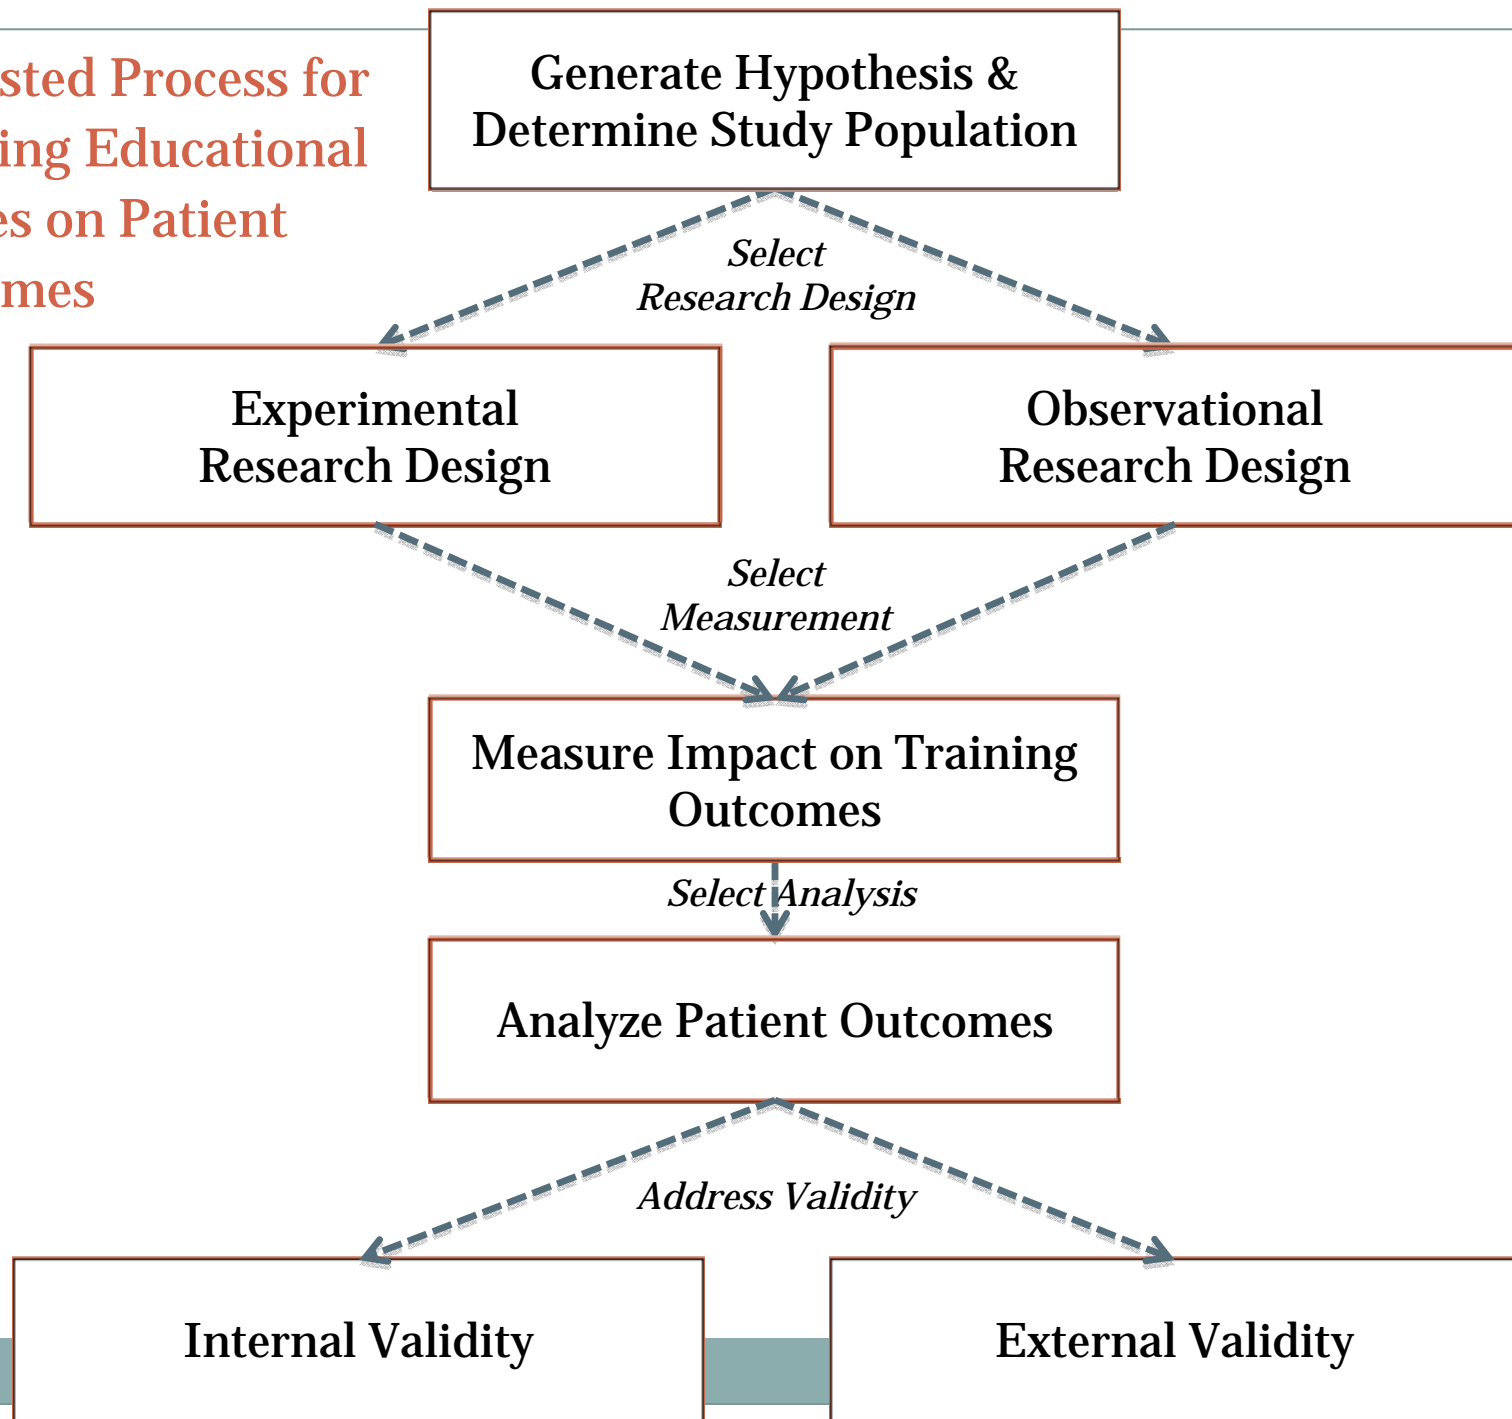 sted Process for
ing Educational
es on Patient
mes
Generate Hypothesis &
Determine Study Population
Select
Research Design
Experimental
Research Design
Observational
Research Design
Select
Measurement
Measure Impact on Training
Outcomes
Select Analysis
Analyze Patient Outcomes
Address Validity
Internal Validity
External Validity